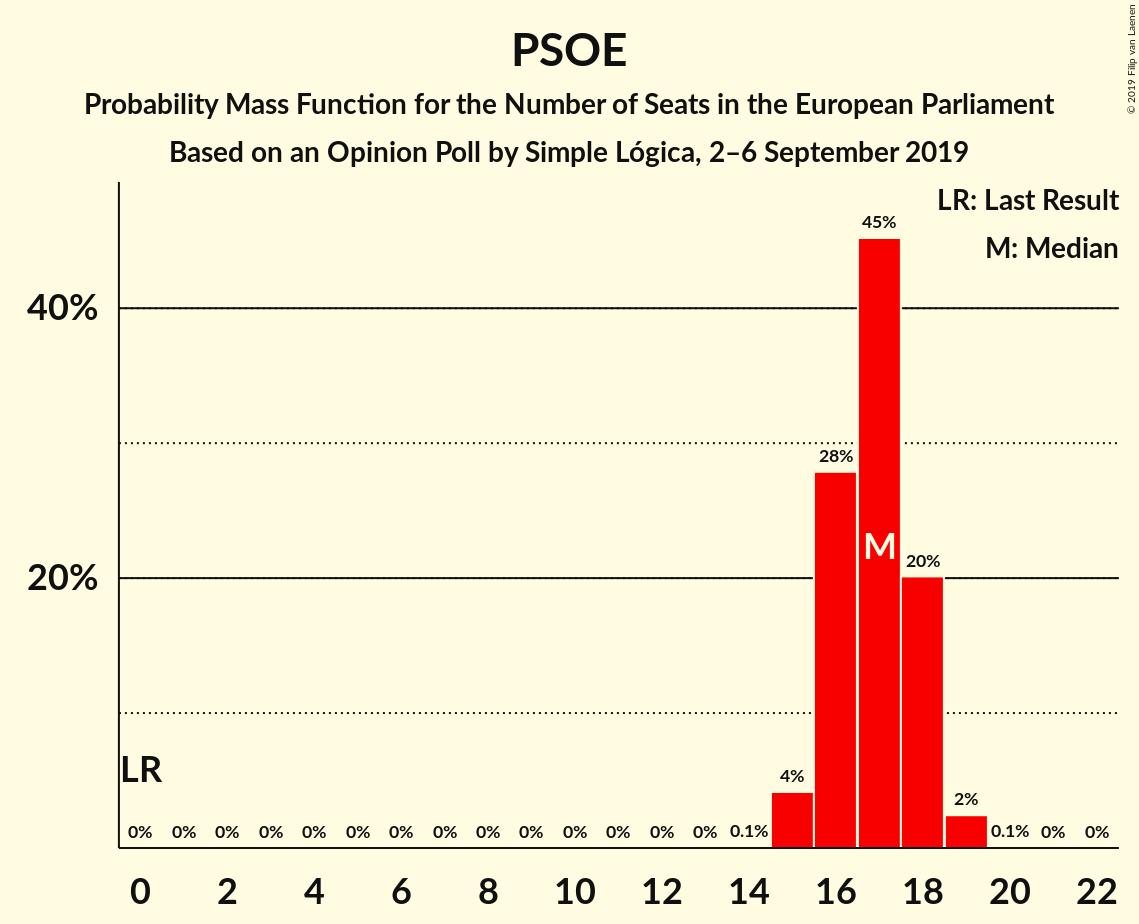 © 2019 Filip van Laenen
PSOE
Probability Mass Function for the Number of Seats in the European Parliament
Based on an Opinion Poll by Simple Lógica, 2–6 September 2019
LR: Last Result
M: Median
45%
40%
28%
M
20%
20%
LR
4%
2%
0% 0% 0% 0% 0% 0% 0% 0% 0% 0% 0% 0% 0% 0% 0.1% 0.1% 0% 0%
0 2 4 6 8 10 12 14 16 18 20 22